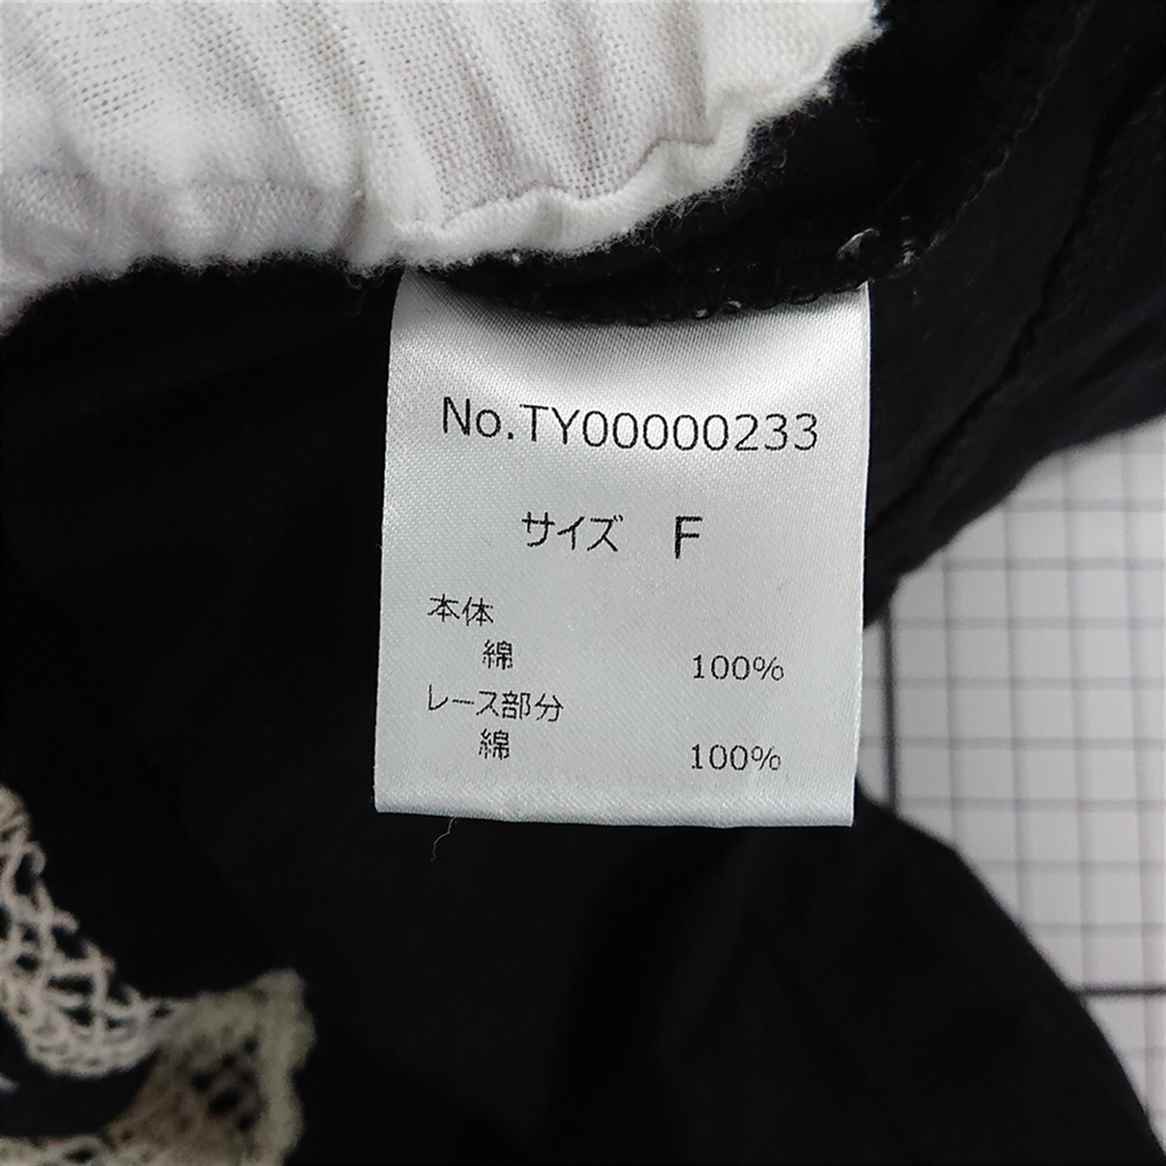 No.TY00000233
サイズ F
本体
綿 100%
レース部分
綿 100%